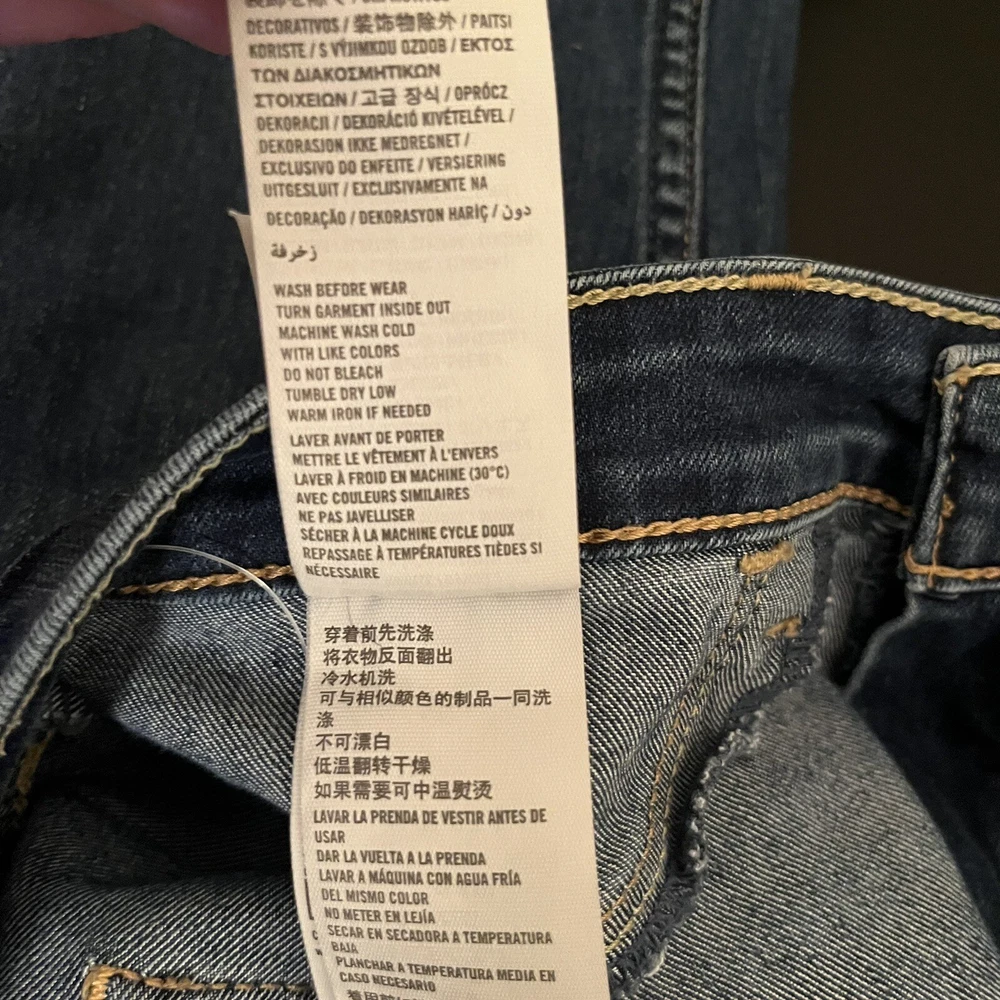 DECORATIVOS / 装饰物除外 / PAITSI
KORISTE / S VÝJIMKOU OZDOB / ΕΚΤΟΣ
ΤΩΝ ΔΙΑΚΟΣΜΗΤΙΚΩΝ
ΣΤΟΙΧΕΙΩΝ / 고급 장식 / OPRÓCZ
DEKORACJI / DEKORÁCIÓ KIVÉTELÉVEL /
DEKORASJON IKKE MEDREGNET /
EXCLUSIVO DO ENFEITE / VERSIERING
UITGESLUIT / EXCLUSIVAMENTE NA
DECORAÇÃO / DEKORASYON HARİÇ / دون
زخرفة
WASH BEFORE WEAR
TURN GARMENT INSIDE OUT
MACHINE WASH COLD
WITH LIKE COLORS
DO NOT BLEACH
TUMBLE DRY LOW
WARM IRON IF NEEDED
LAVER AVANT DE PORTER
METTRE LE VÊTEMENT À L'ENVERS
LAVER À FROID EN MACHINE (30°C)
AVEC COULEURS SIMILAIRES
NE PAS JAVELLISER
SÉCHER À LA MACHINE CYCLE DOUX
REPASSAGE À TEMPÉRATURES TIÈDES SI
NÉCESSAIRE
穿着前先洗涤
将衣物反面翻出
冷水机洗
可与相似颜色的制品一同洗
涤
不可漂白
低温翻转干燥
如果需要可中温熨烫
LAVAR LA PRENDA DE VESTIR ANTES DE
USAR
DAR LA VUELTA A LA PRENDA
LAVAR A MÁQUINA CON AGUA FRÍA
DEL MISMO COLOR
NO METER EN LEJÍA
SECAR EN SECADORA A TEMPERATURA
BAJA
PLANCHAR A TEMPERATURA MEDIA EN
CASO NECESARIO